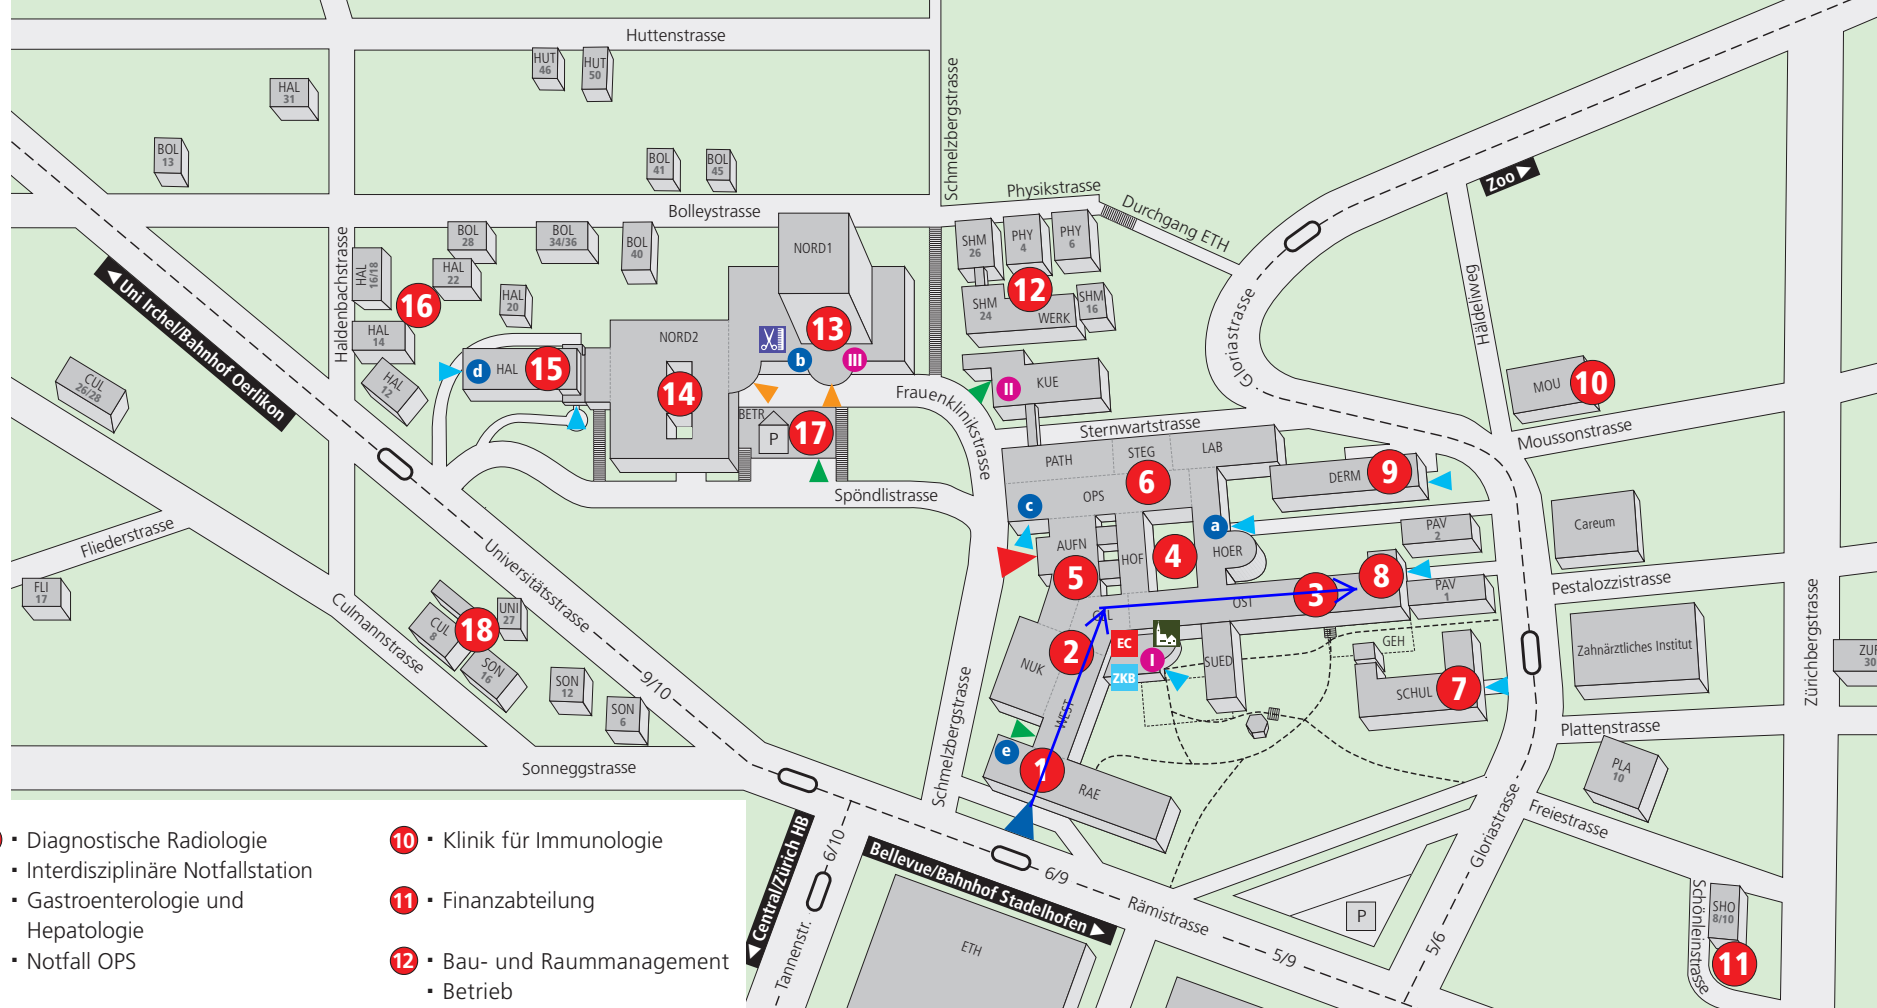 Huttenstrasse
HUT
46
HUT
50
HAL
31
BOL
13
BOL
41
BOL
45
Schmelzbergstrasse
Physikstrasse
Durchgang ETH
Zoo
Bolleystrasse
Haldenbachstrasse
BOL
28
BOL
34/36
BOL
40
NORD1
SHM
26
PHY
4
PHY
6
HAL
16/18
HAL
22
HAL
20
16
HAL
14
HAL
12
12
SHM
24
WERK
SHM
16
Uni Irchel/Bahnhof Oerlikon
Gloriastrasse
Häldeliweg
NORD2
13
b
III
d
HAL
15
14
BETR
P
17
Frauenklinikstrasse
II
KUE
MOU
10
CUL
26/28
Sternwartstrasse
Moussonstrasse
PATH
STEG
LAB
6
OPS
DERM
9
Spöndlistrasse
c
a
PAV
2
Careum
AUFN
HOF
4
HOER
5
3
8
OST
PAV
1
Pestalozzistrasse
Fliederstrasse
FLI
17
Universitätsstrasse
Culmannstrasse
CUL
8
18
UNI
27
SON
16
SON
12
SON
6
9/10
Zürichbergstrasse
2
EC
I
ZKB
NUK
SUED
GEH
SCHUL
7
Zahnärztliches Institut
ZUR
30
WEST
Schmelzbergstrasse
e
1
RAE
Plattenstrasse
PLA
10
Sonneggstrasse
Freiestrasse
Gloriastrasse
Central/Zürich HB
6/10
Tannenstr.
Bellevue/Bahnhof Stadelhofen
6/9
Rämistrasse
5/9
5/6
P
ETH
Schönleinstrasse
SHO
8/10
11
▪ Diagnostische Radiologie
▪ Interdisziplinäre Notfallstation
▪ Gastroenterologie und
Hepatologie
▪ Notfall OPS
10 ▪ Klinik für Immunologie
11 ▪ Finanzabteilung
12 ▪ Bau- und Raummanagement
▪ Betrieb